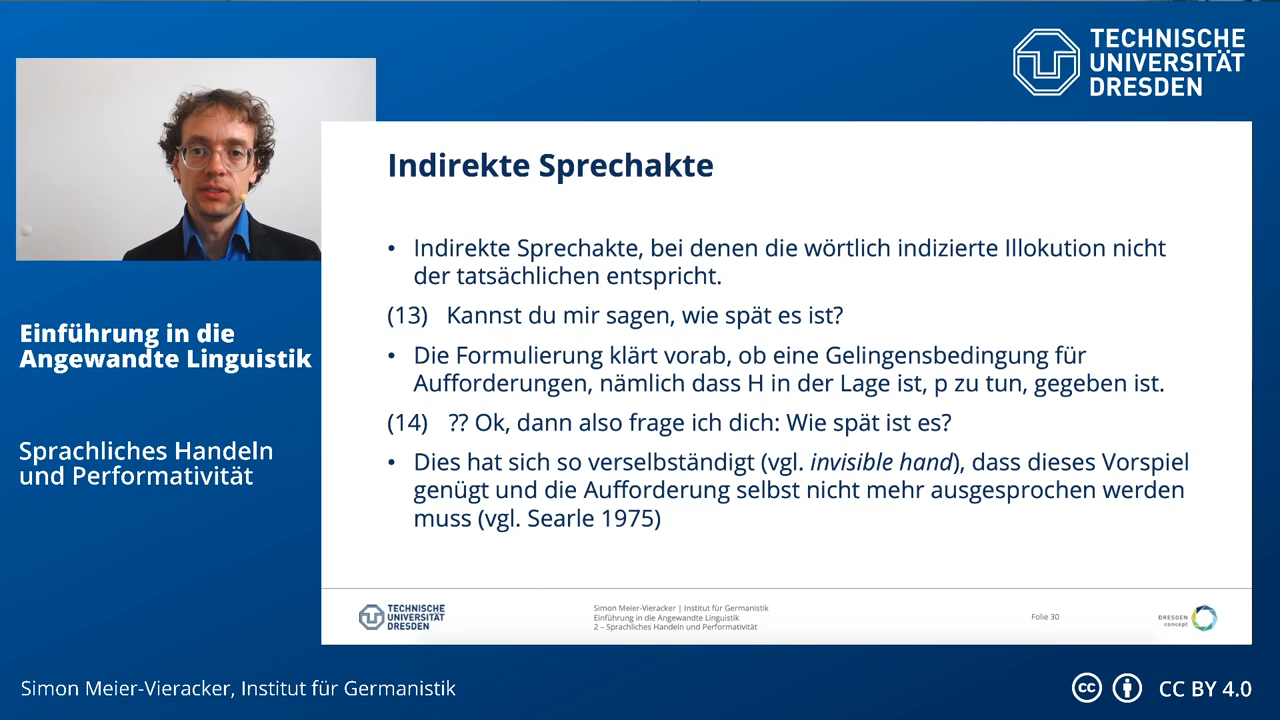 TECHNISCHE
UNIVERSITÄT
DRESDEN
Einführung in die
Angewandte Linguistik
Sprachliches Handeln
und Performativität
Indirekte Sprechakte
• Indirekte Sprechakte, bei denen die wörtlich indizierte Illokution nicht
der tatsächlichen entspricht.
(13) Kannst du mir sagen, wie spät es ist?
• Die Formulierung klärt vorab, ob eine Gelingensbedingung für
Aufforderungen, nämlich dass H in der Lage ist, p zu tun, gegeben ist.
(14) ?? Ok, dann also frage ich dich: Wie spät ist es?
• Dies hat sich so verselbständigt (vgl. invisible hand), dass dieses Vorspiel
genügt und die Aufforderung selbst nicht mehr ausgesprochen werden
muss (vgl. Searle 1975)
TECHNISCHE
UNIVERSITÄT
DRESDEN
Simon Meier-Vieracker | Institut für Germanistik
Einführung in die Angewandte Linguistik
2 – Sprachliches Handeln und Performativität
Folie 30
DRESDEN
concept
Simon Meier-Vieracker, Institut für Germanistik
cc
CC BY 4.0